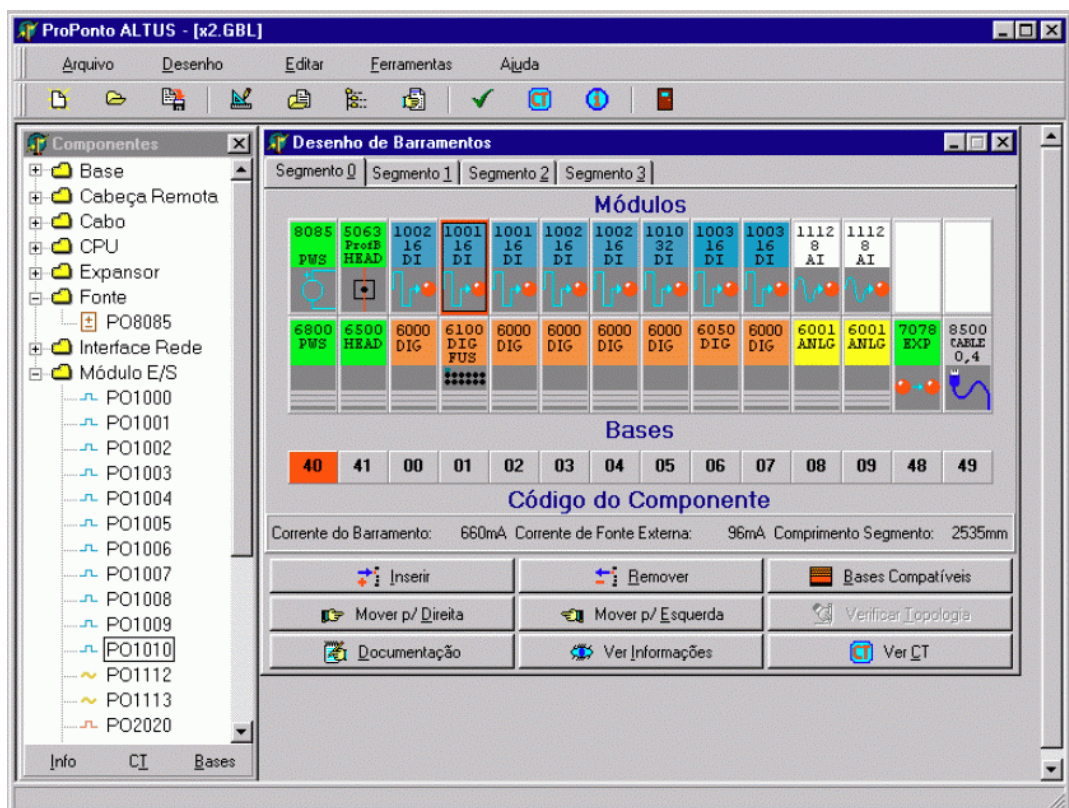 ProPonto ALTUS - [x2.GBL]
Arquivo Desenho Editar Ferramentas Ajuda
Componentes
Base
Cabeça Remota
Cabo
CPU
Expansor
Fonte
PO8085
Interface Rede
Módulo E/S
PO1000
PO1001
PO1002
PO1003
PO1004
PO1005
PO1006
PO1007
PO1008
PO1009
PO1010
PO1112
PO1113
PO2020
Info CT Bases
Desenho de Barramentos
Segmento 0 Segmento 1 Segmento 2 Segmento 3
Módulos
8085 5063 1002 1001 1001 1002 1002 1010 1003 1003 1112 1112
ProfB 16 16 16 16 16 32 16 16 8 8
PWS HEAD DI DI DI DI DI DI DI DI AI AI
6800 6500 6000 6100 6000 6000 6000 6000 6050 6000 6001 6001 7078 8500
PWS HEAD DIG DIG DIG DIG DIG DIG DIG DIG ANLG ANLG EXP CABLE
FUS 0,4
Bases
40 41 00 01 02 03 04 05 06 07 08 09 48 49
Código do Componente
Corrente do Barramento: 660mA Corrente de Fonte Externa: 96mA Comprimento Segmento: 2535mm
Inserir Remover Bases Compatíveis
Mover p/ Direita Mover p/ Esquerda Verificar Topologia
Documentação Ver Informações CT Ver CT